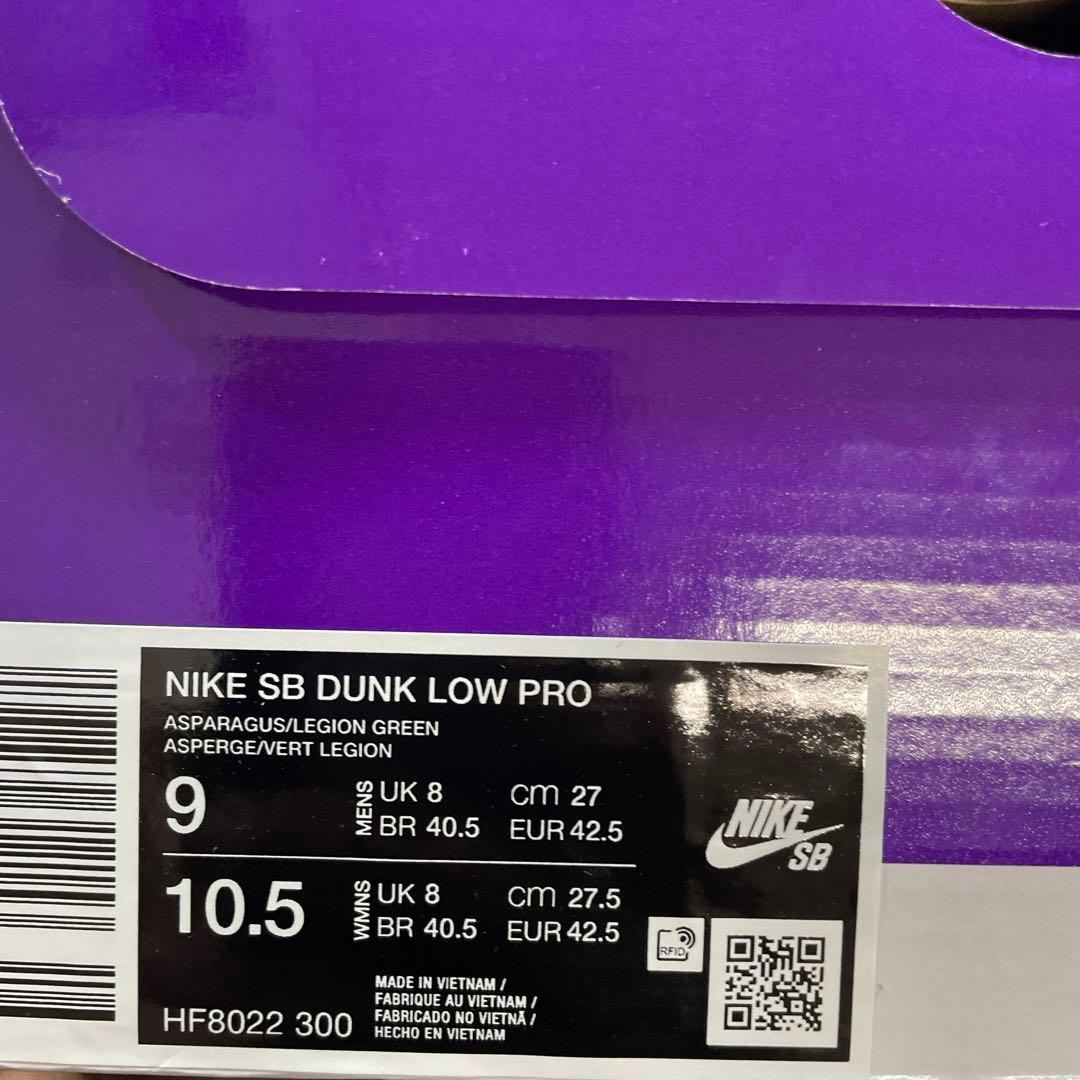 NIKE SB DUNK LOW PRO
ASPARAGUS/LEGION GREEN
ASPERGE/VERT LEGION
9 MENS UK 8 cm 27
BR 40.5 EUR 42.5
10.5 WMNS UK 8 cm 27.5
BR 40.5 EUR 42.5
NIKE
SB
RFID
MADE IN VIETNAM /
FABRIQUE AU VIETNAM /
FABRICADO NO VIETNÃ /
HECHO EN VIETNAM
HF8022 300